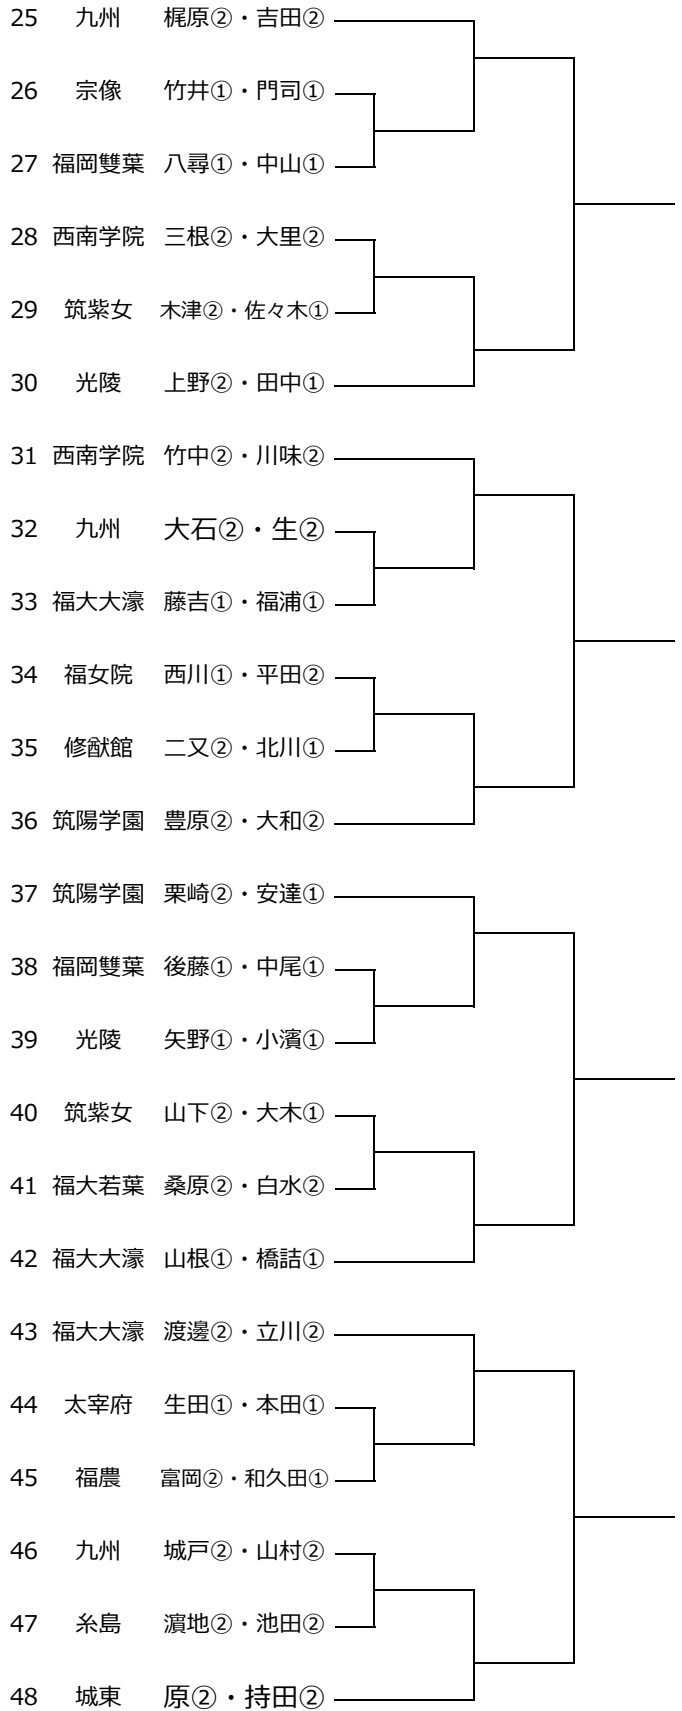 25 九州 梶原②・吉田②
26 宗像 竹井①・門司①
27 福岡雙葉 八尋①・中山①
28 西南学院 三根②・大里②
29 筑紫女 木津②・佐々木①
30 光陵 上野②・田中①
31 西南学院 竹中②・川味②
32 九州 大石②・生②
33 福大大濠 藤吉①・福浦①
34 福女院 西川①・平田②
35 修猷館 二又②・北川①
36 筑陽学園 豊原②・大和②
37 筑陽学園 栗崎②・安達①
38 福岡雙葉 後藤①・中尾①
39 光陵 矢野①・小濱①
40 筑紫女 山下②・大木①
41 福大若葉 桑原②・白水②
42 福大大濠 山根①・橋詰①
43 福大大濠 渡邊②・立川②
44 太宰府 生田①・本田①
45 福農 富岡②・和久田①
46 九州 城戸②・山村②
47 糸島 濵地②・池田②
48 城東 原②・持田②